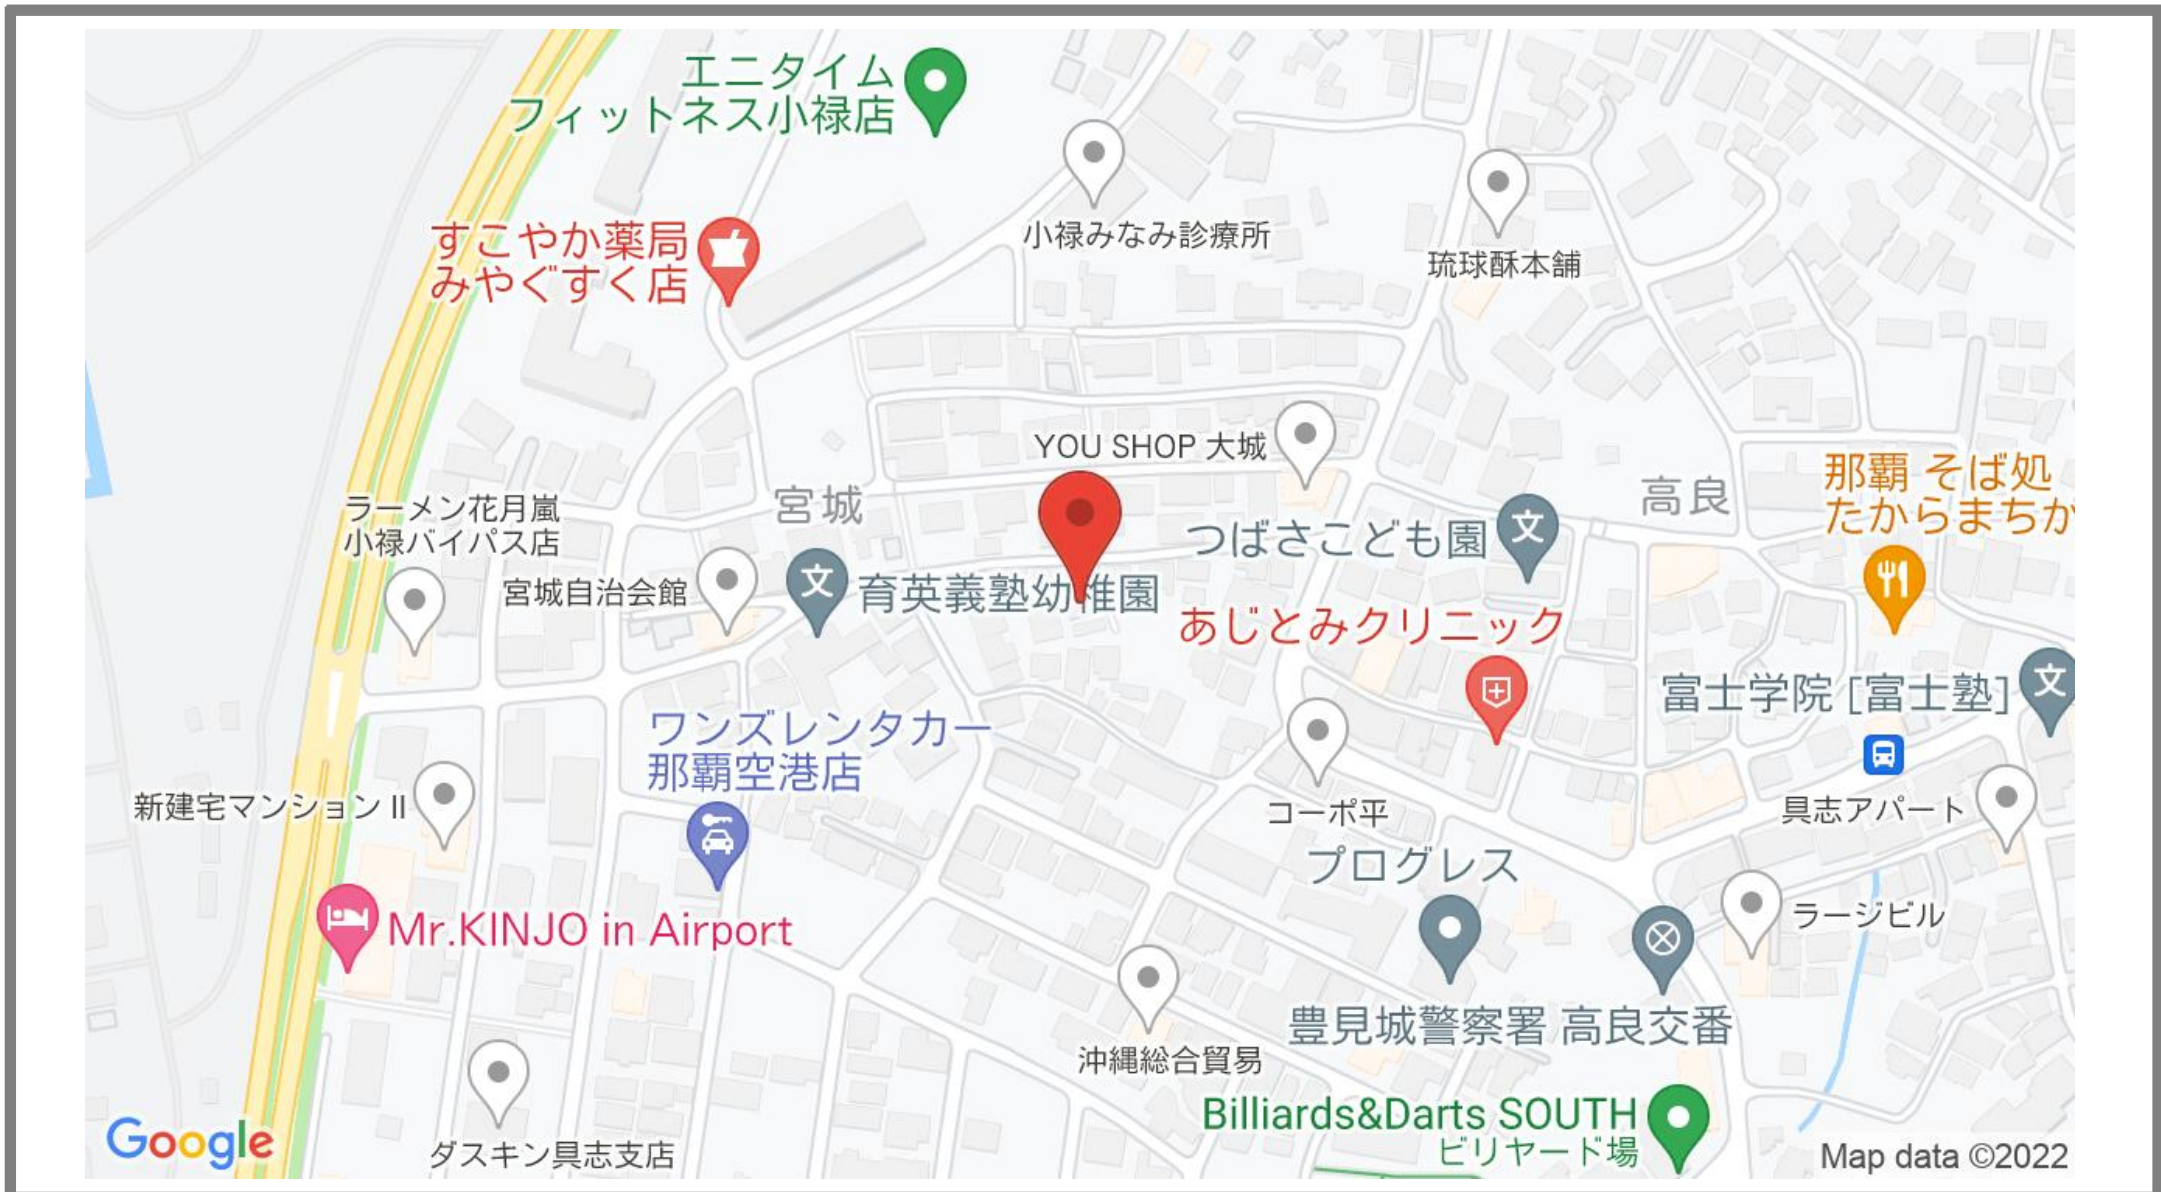 エニタイム
フィットネス小禄店
すこやか薬局
みやぐすく店
小禄みなみ診療所
琉球酥本舖
YOU SHOP 大城
宮城
高良
那覇 そば処
たからまちか
ラーメン花月嵐
小禄バイパス店
つばさこども園
文
宮城自治会館
文
育英義塾幼稚園
あじとみクリニック
富士学院 [富士塾]
文
ワンズレンタカー
那覇空港店
新建宅マンション II
コーポ平
具志アパート
プログレス
ラージビル
Mr.KINJO in Airport
豊見城警察署 高良交番
沖縄総合貿易
Billiards&Darts SOUTH
ビリヤード場
ダスキン具志支店
Google
Map data ©2022